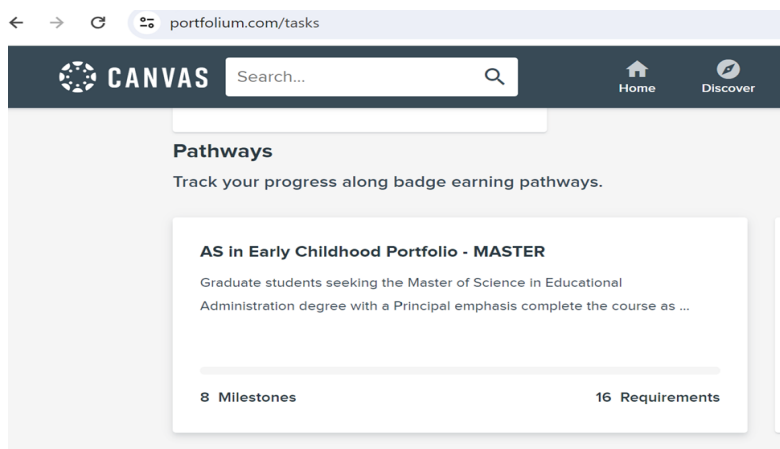 portfolium.com/tasks
CANVAS
Search...
Home
Discover
Pathways
Track your progress along badge earning pathways.
AS in Early Childhood Portfolio - MASTER
Graduate students seeking the Master of Science in Educational
Administration degree with a Principal emphasis complete the course as ...
8 Milestones
16 Requirements